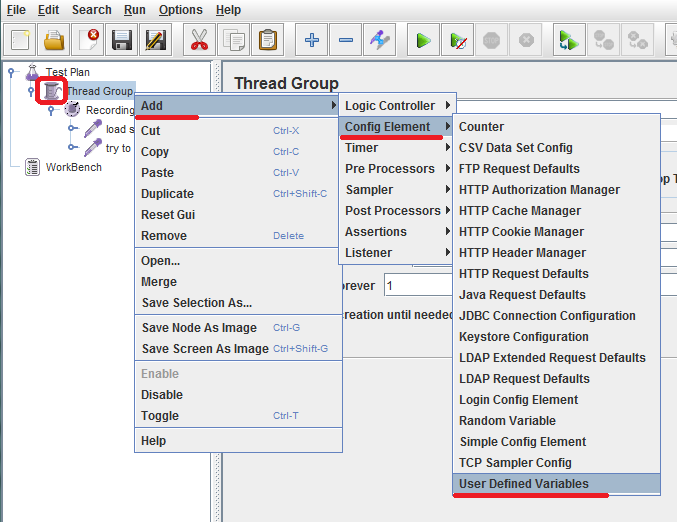 File Edit Search Run Options Help
Test Plan
Thread Group
Recording
load s
try to
WorkBench
Thread Group
Add
Cut Ctrl-X
Copy Ctrl-C
Paste Ctrl-V
Duplicate Ctrl+Shift-C
Reset Gui
Remove Delete
Open...
Merge
Save Selection As...
Save Node As Image Ctrl-G
Save Screen As Image Ctrl+Shift-G
Enable
Disable
Toggle Ctrl-T
Help
Logic Controller
Config Element
Timer
Pre Processors
Sampler
Post Processors
Assertions
Listener
Counter
CSV Data Set Config
FTP Request Defaults
HTTP Authorization Manager
HTTP Cache Manager
HTTP Cookie Manager
HTTP Header Manager
HTTP Request Defaults
Java Request Defaults
JDBC Connection Configuration
Keystore Configuration
LDAP Extended Request Defaults
LDAP Request Defaults
Login Config Element
Random Variable
Simple Config Element
TCP Sampler Config
User Defined Variables
op T
orever 1
reation until needed